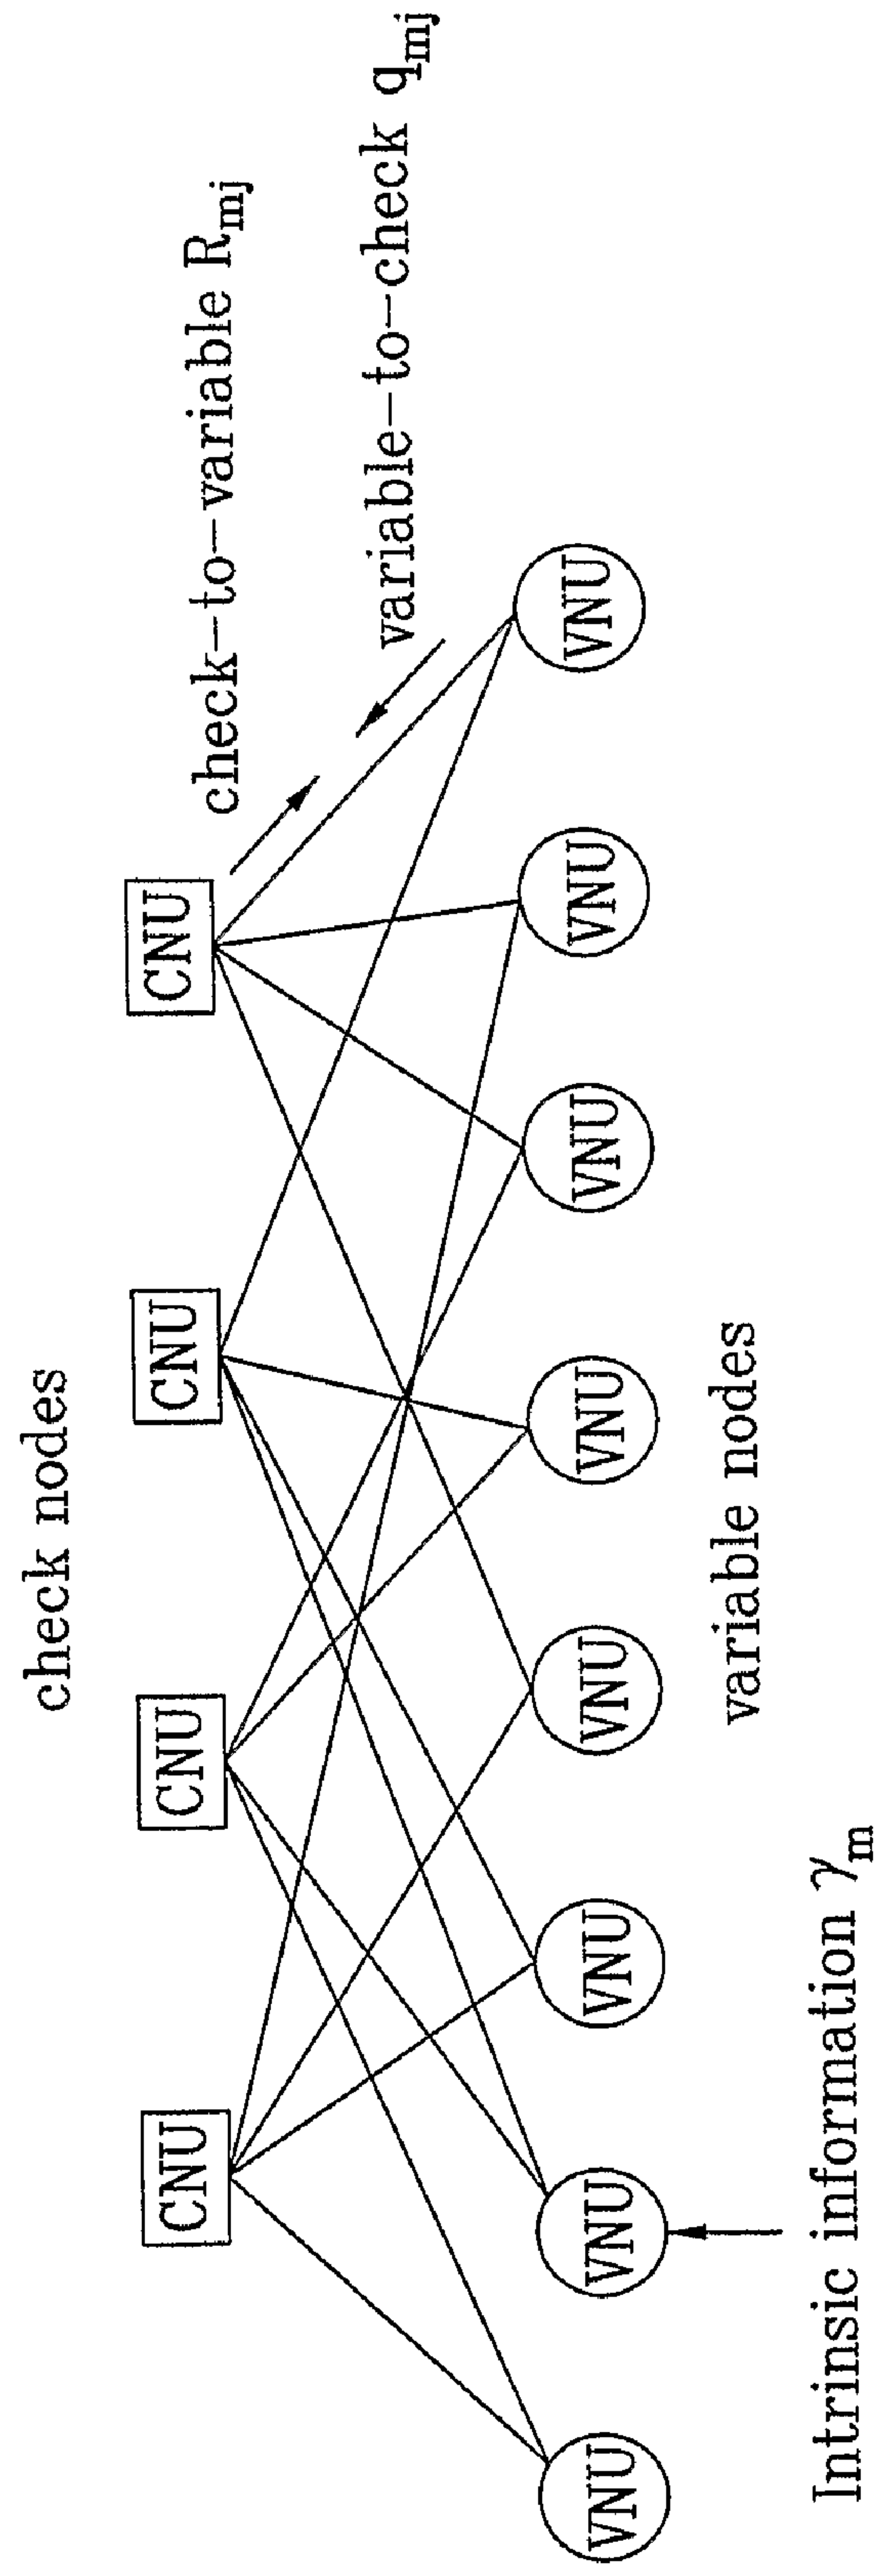 check nodes
CNU CNU CNU CNU
check-to-variable R_mj
variable-to-check q_mj
VNU VNU VNU VNU VNU VNU VNU VNU
variable nodes
Intrinsic information γ_m